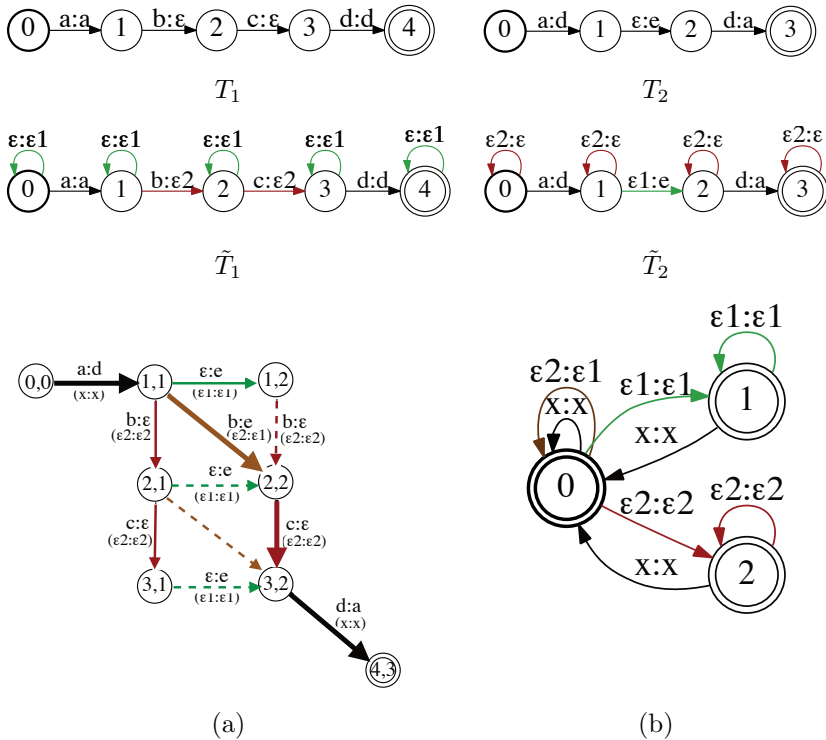 a:a b:ε c:ε d:d
0 1 2 3 4
T₁
a:d ε:e d:a
0 1 2 3
T₂
ε:ε1 ε:ε1 ε:ε1 ε:ε1 ε:ε1
a:a b:ε2 c:ε2 d:d
0 1 2 3 4
T̃₁
ε2:ε ε2:ε ε2:ε ε2:ε
a:d ε1:e d:a
0 1 2 3
T̃₂
a:d ε:e
0,0 1,1 1,2
(x:x) (ε1:ε1)
b:ε b:e b:ε
(ε2:ε2 (ε2:ε1) (ε2:ε2)
ε:e
2,1 2,2
(ε1:ε1)
c:ε c:ε
(ε2:ε2) (ε2:ε2)
ε:e
3,1 3,2
(ε1:ε1)
d:a
(x:x)
4,3
(a)
ε1:ε1
ε2:ε1 ε1:ε1
x:x 1
x:x
0
ε2:ε2 ε2:ε2
x:x 2
(b)